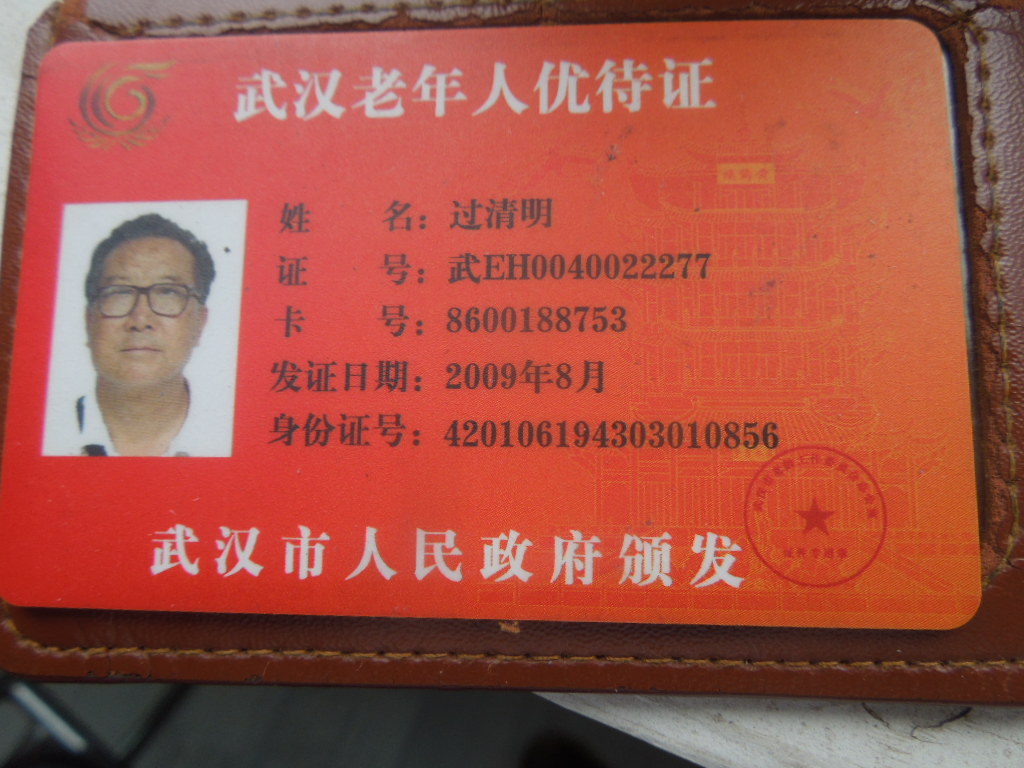 武汉老年人优待证
姓 名：过清明
证 号：武EH0040022277
卡 号：8600188753
发证日期：2009年8月
身份证号：420106194303010856
武汉市人民政府颁发